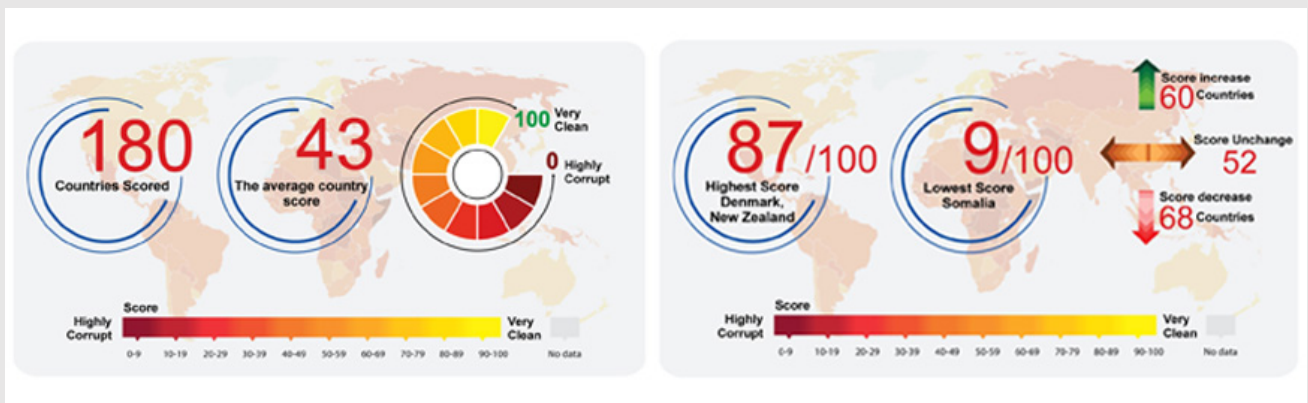 180
Countries Scored
43
The average country
score
100 Very
Clean
0 Highly
Corrupt
Score
Highly
Corrupt
Very
Clean
0-9 10-19 20-29 30-39 40-49 50-59 60-69 70-79 80-89 90-100 No data
87/100
Highest Score
Denmark,
New Zealand
9/100
Lowest Score
Somalia
Score increase
60 Countries
Score Unchange
52
Score decrease
68 Countries
Score
Highly
Corrupt
Very
Clean
0-9 10-19 20-29 30-39 40-49 50-59 60-69 70-79 80-89 90-100 No data